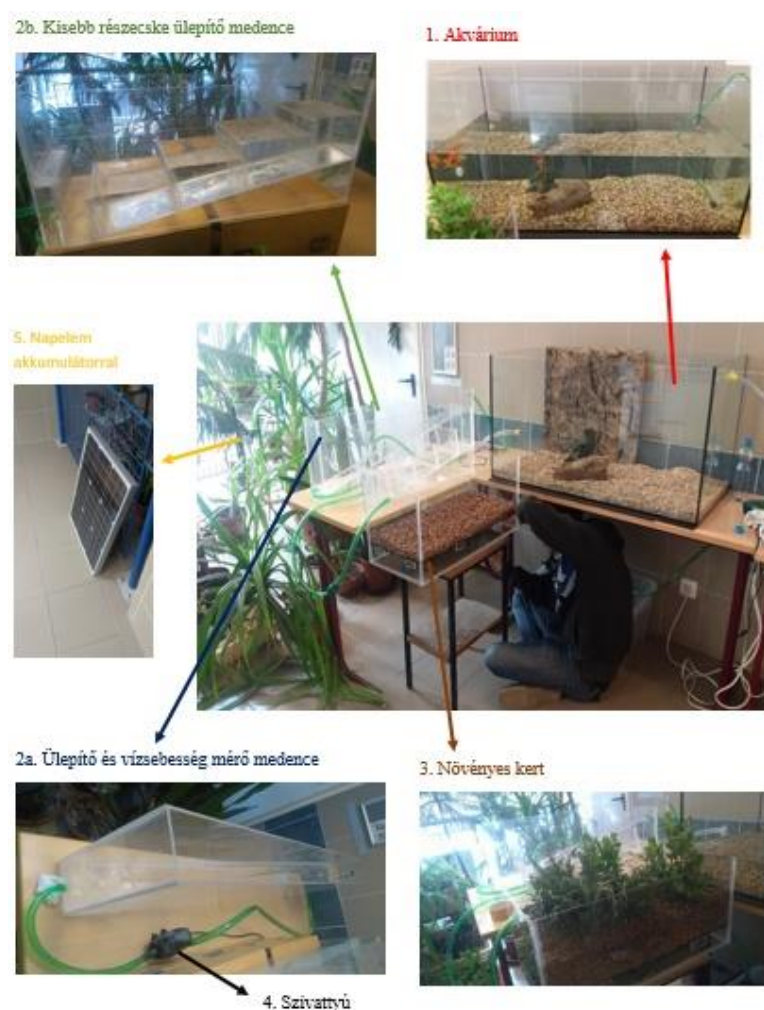 2b. Kisebb részecske ülepítő medence
1. Akvárium
5. Napelem
akkumulátorral
2a. Ülepítő és vízsebesség mérő medence
3. Növényes kert
4. Szivattyú